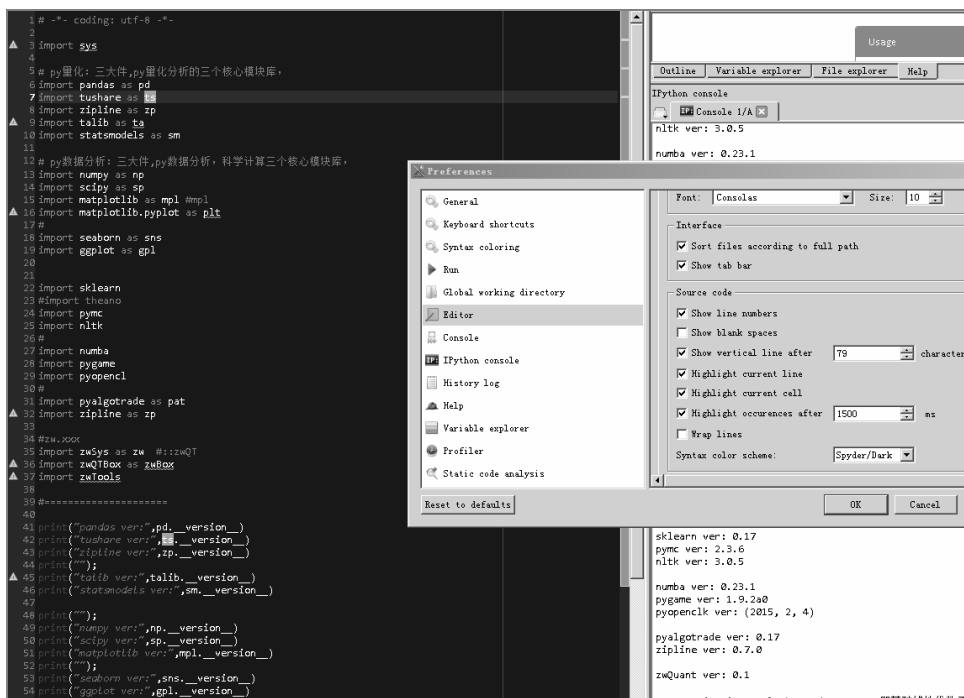 1 # -*- coding: utf-8 -*-
2
3 import sys
4
5 # py量化：三大件,py量化分析的三个核心模块库，
6 import pandas as pd
7 import tushare as ts
8 import zipline as zp
9 import talib as ta
10 import statsmodels as sm
11
12 # py数据分析：三大件,py数据分析，科学计算三个核心模块库，
13 import numpy as np
14 import scipy as sp
15 import matplotlib as mpl #mpl
16 import matplotlib.pyplot as plt
17 #
18 import seaborn as sns
19 import ggplot as gpl
20
21
22 import sklearn
23 #import theano
24 import pymc
25 import nltk
26 #
27 import numba
28 import pygame
29 import pyopencl
30 #
31 import pyalgotrade as pat
32 import zipline as zp
33
34 #zw.xxx
35 import zwSys as zw  #::zwQT
36 import zwQTBox as zwBox
37 import zwTools
38
39 #======================
40
41 print("pandas ver:",pd.__version__)
42 print("tushare ver:",ts.__version__)
43 print("zipline ver:",zp.__version__)
44 print("");
45 print("talib ver:",talib.__version__)
46 print("statsmodels ver:",sm.__version__)
47
48 print("");
49 print("numpy ver:",np.__version__)
50 print("scipy ver:",sp.__version__)
51 print("matplotlib ver:",mpl.__version__)
52 print("");
53 print("seaborn ver:",sns.__version__)
54 print("ggplot ver:",gpl.__version__)
Usage
Outline Variable explorer File explorer Help
IPython console
IP: Console 1/A
nltk ver: 3.0.5
numba ver: 0.23.1
Preferences
General
Keyboard shortcuts
Syntax coloring
Run
Global working directory
Editor
Console
IP: IPython console
History log
Help
Variable explorer
Profiler
Static code analysis
Font: Consolas Size: 10
Interface
Sort files according to full path
Show tab bar
Source code
Show line numbers
Show blank spaces
Show vertical line after 79 character
Highlight current line
Highlight current cell
Highlight occurences after 1500 ms
Wrap lines
Syntax color scheme: Spyder/Dark
Reset to defaults OK Cancel
sklearn ver: 0.17
pymc ver: 2.3.6
nltk ver: 3.0.5
numba ver: 0.23.1
pygame ver: 1.9.2a0
pyopenclk ver: (2015, 2, 4)
pyalgotrade ver: 0.17
zipline ver: 0.7.0
zwQuant ver: 0.1